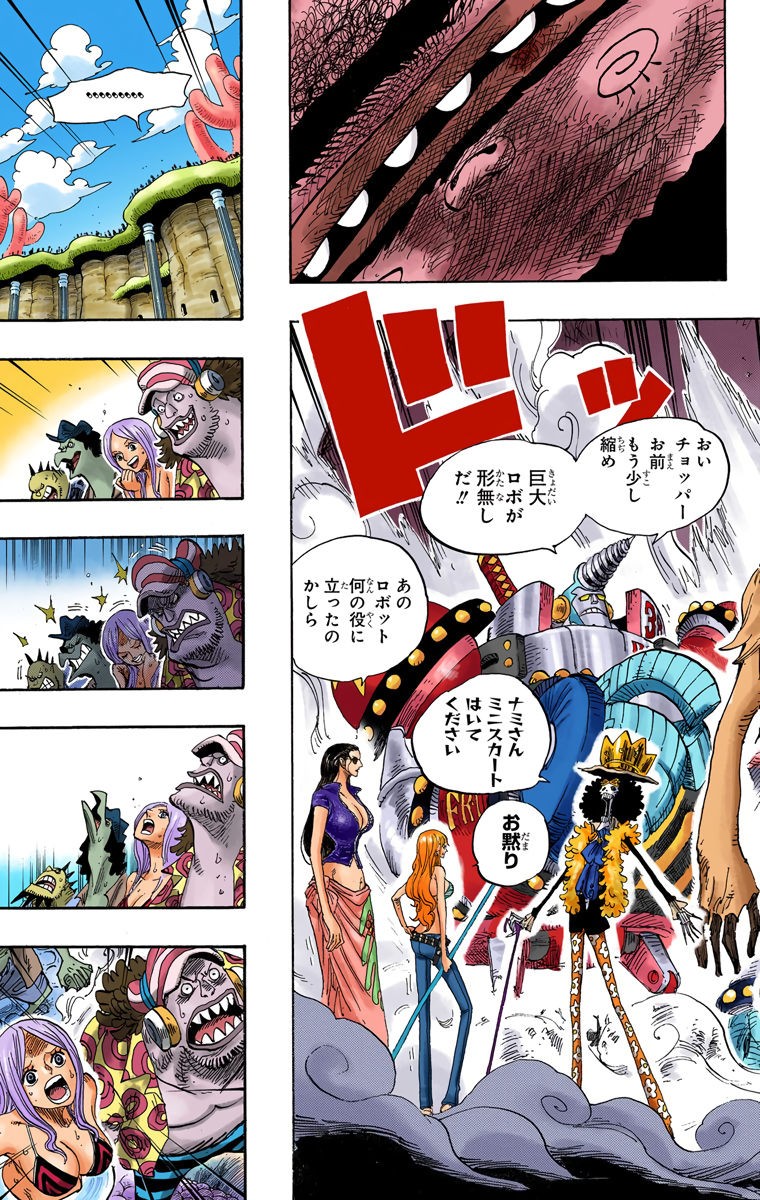 ドッ
おい
チョッパー
お前
もう少し
縮め
巨大
ロボが
形無し
だ!!
あの
ロボット
何の役に
立ったの
かしら
ナミさん
ミニスカート
はいて
ください
お黙り
FR